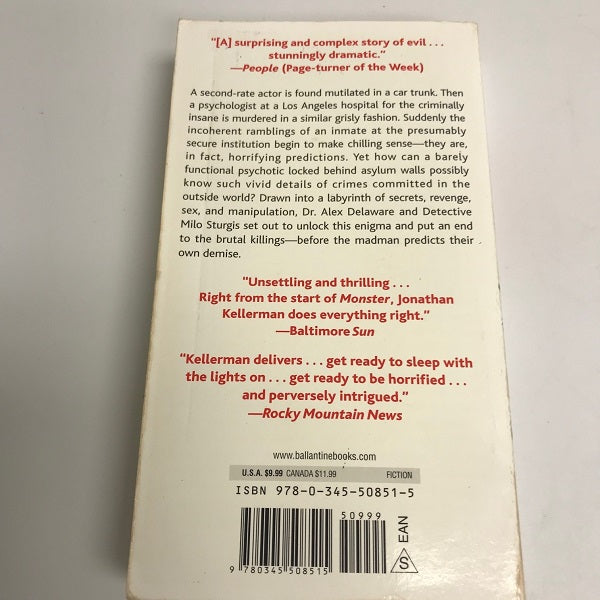 "[A] surprising and complex story of evil . . .
stunningly dramatic."
—People (Page-turner of the Week)
A second-rate actor is found mutilated in a car trunk. Then
a psychologist at a Los Angeles hospital for the criminally
insane is murdered in a similar grisly fashion. Suddenly the
incoherent ramblings of an inmate at the presumably
secure institution begin to make chilling sense—they are,
in fact, horrifying predictions. Yet how can a barely
functional psychotic locked behind asylum walls possibly
know such vivid details of crimes committed in the
outside world? Drawn into a labyrinth of secrets, revenge,
sex, and manipulation, Dr. Alex Delaware and Detective
Milo Sturgis set out to unlock this enigma and put an end
to the brutal killings—before the madman predicts their
own demise.
"Unsettling and thrilling . . .
Right from the start of Monster, Jonathan
Kellerman does everything right."
—Baltimore Sun
"Kellerman delivers . . . get ready to sleep with
the lights on . . . get ready to be horrified . . .
and perversely intrigued."
—Rocky Mountain News
www.ballantinebooks.com
U.S.A. $9.99 CANADA $11.99 FICTION
ISBN 978-0-345-50851-5
50999
9 780345 508515
EAN
S